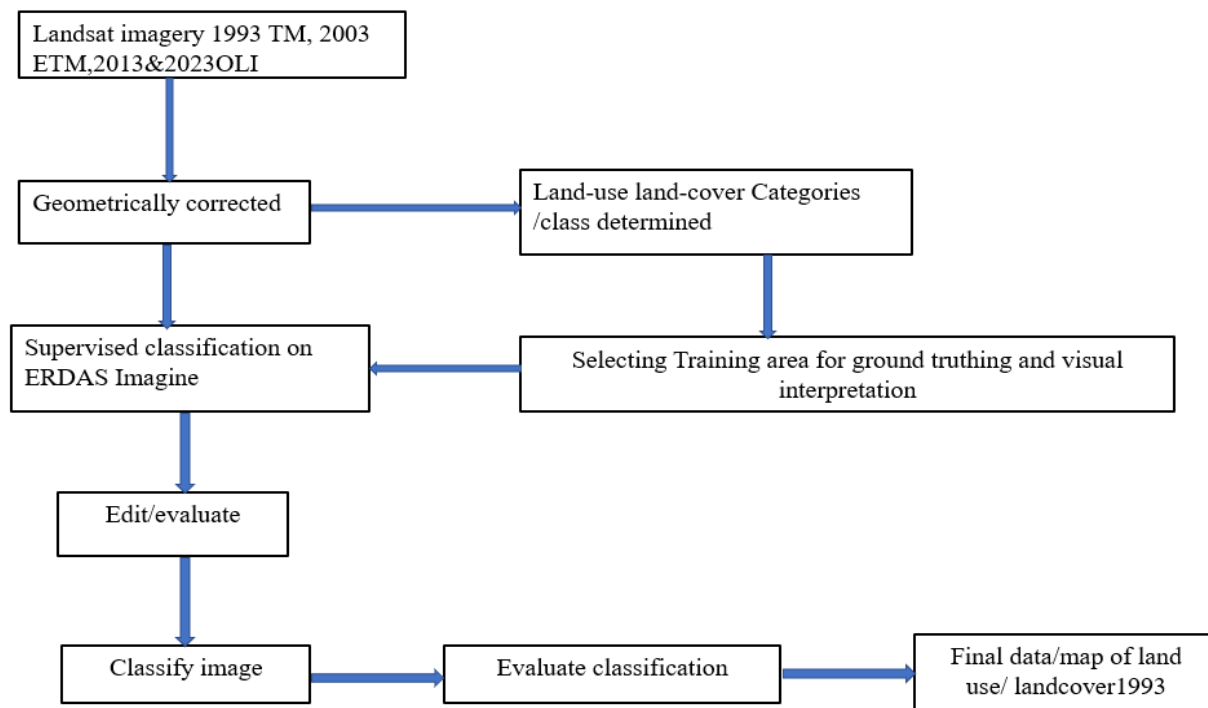 Landsat imagery 1993 TM, 2003
ETM,2013&2023OLI
Geometrically corrected
Land-use land-cover Categories
/class determined
Supervised classification on
ERDAS Imagine
Selecting Training area for ground truthing and visual
interpretation
Edit/evaluate
Classify image
Evaluate classification
Final data/map of land
use/ landcover1993